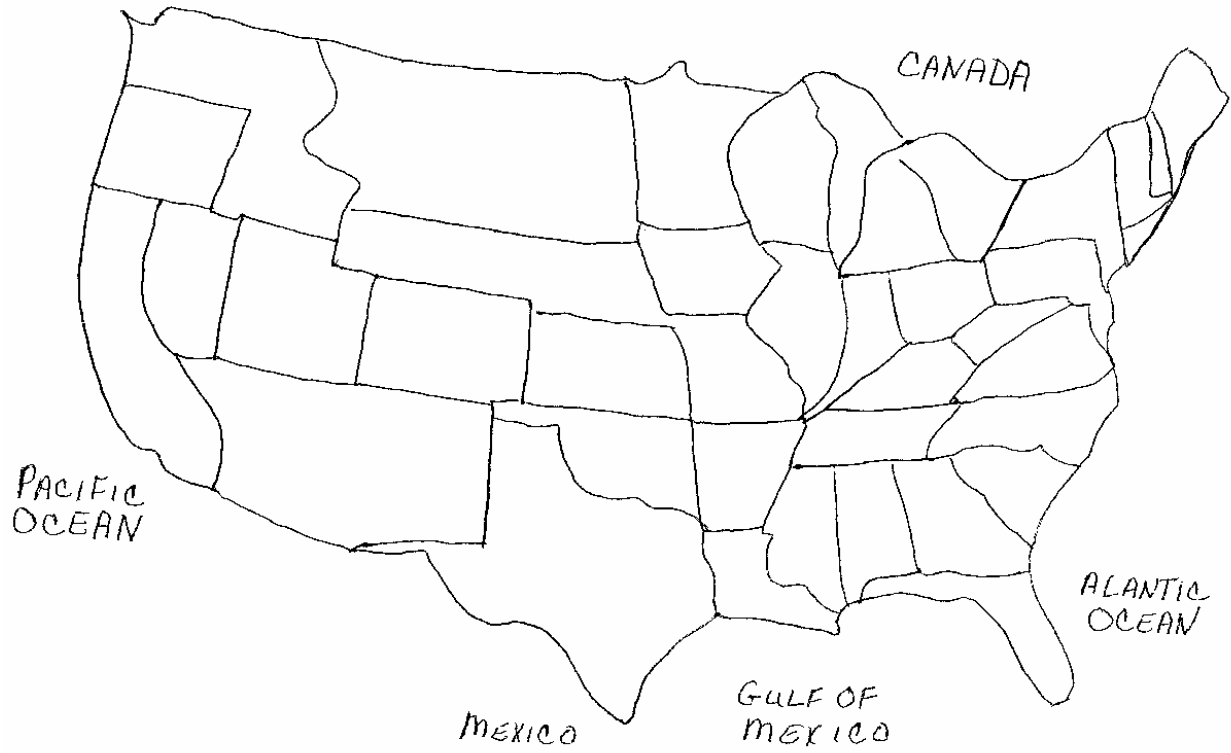 CANADA
PACIFIC
OCEAN
ALANTIC
OCEAN
GULF OF
MEXICO
MEXICO